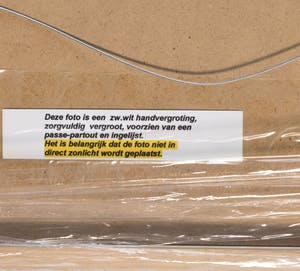 Deze foto is een zw.wit handvergroting,
zorgvuldig vergroot, voorzien van een
passe-partout en ingelijst.
Het is belangrijk dat de foto niet in
direct zonlicht wordt geplaatst.